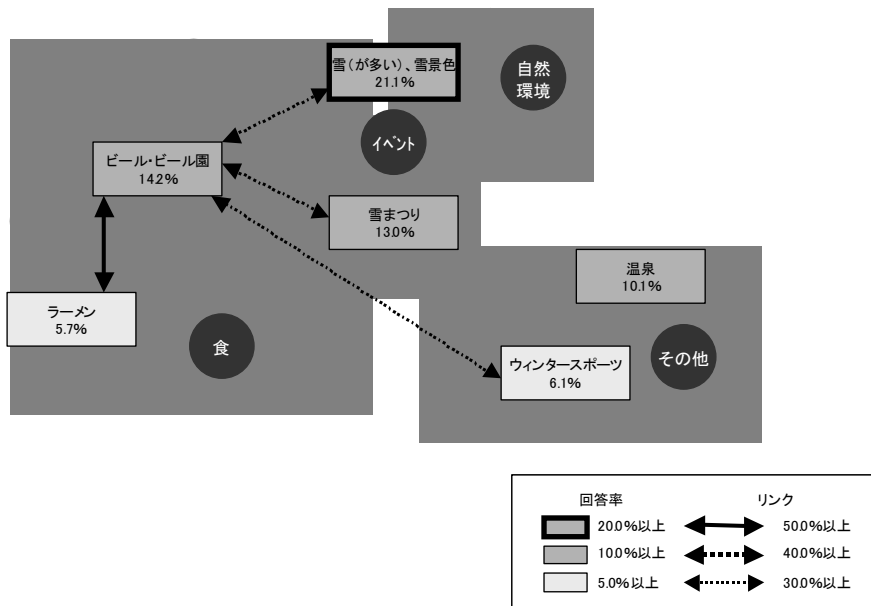 雪（が多い）、雪景色
21.1%
自然
環境
イベント
ビール・ビール園
14.2%
雪まつり
13.0%
温泉
10.1%
ラーメン
5.7%
食
ウィンタースポーツ
6.1%
その他
回答率 リンク
20.0%以上 50.0%以上
10.0%以上 40.0%以上
5.0%以上 30.0%以上